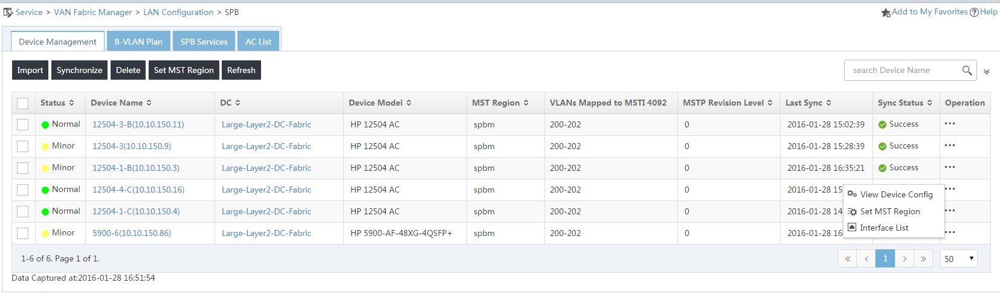 Service > VAN Fabric Manager > LAN Configuration > SPB Add to My Favorites ? Help
Device Management B-VLAN Plan SPB Services AC List
Import Synchronize Delete Set MST Region Refresh search Device Name
Status Device Name DC Device Model MST Region VLANs Mapped to MSTI 4092 MSTP Revision Level Last Sync Sync Status Operation
Normal 12504-3-B(10.10.150.11) Large-Layer2-DC-Fabric HP 12504 AC spbm 200-202 0 2016-01-28 15:02:39 Success ...
Minor 12504-3(10.10.150.9) Large-Layer2-DC-Fabric HP 12504 AC spbm 200-202 0 2016-01-28 15:28:39 Success ...
Minor 12504-1-B(10.10.150.3) Large-Layer2-DC-Fabric HP 12504 AC spbm 200-202 0 2016-01-28 16:35:21 Success ...
Normal 12504-4-C(10.10.150.16) Large-Layer2-DC-Fabric HP 12504 AC spbm 200-202 0 2016-01-28 15 ...
Normal 12504-1-C(10.10.150.4) Large-Layer2-DC-Fabric HP 12504 AC spbm 200-202 0 2016-01-28 14 ...
Minor 5900-6(10.10.150.86) Large-Layer2-DC-Fabric HP 5900-AF-48XG-4QSFP+ spbm 200-202 0 2016-01-28 16 ...
View Device Config
Set MST Region
Interface List
1-6 of 6. Page 1 of 1. « < 1 > » 50
Data Captured at:2016-01-28 16:51:54